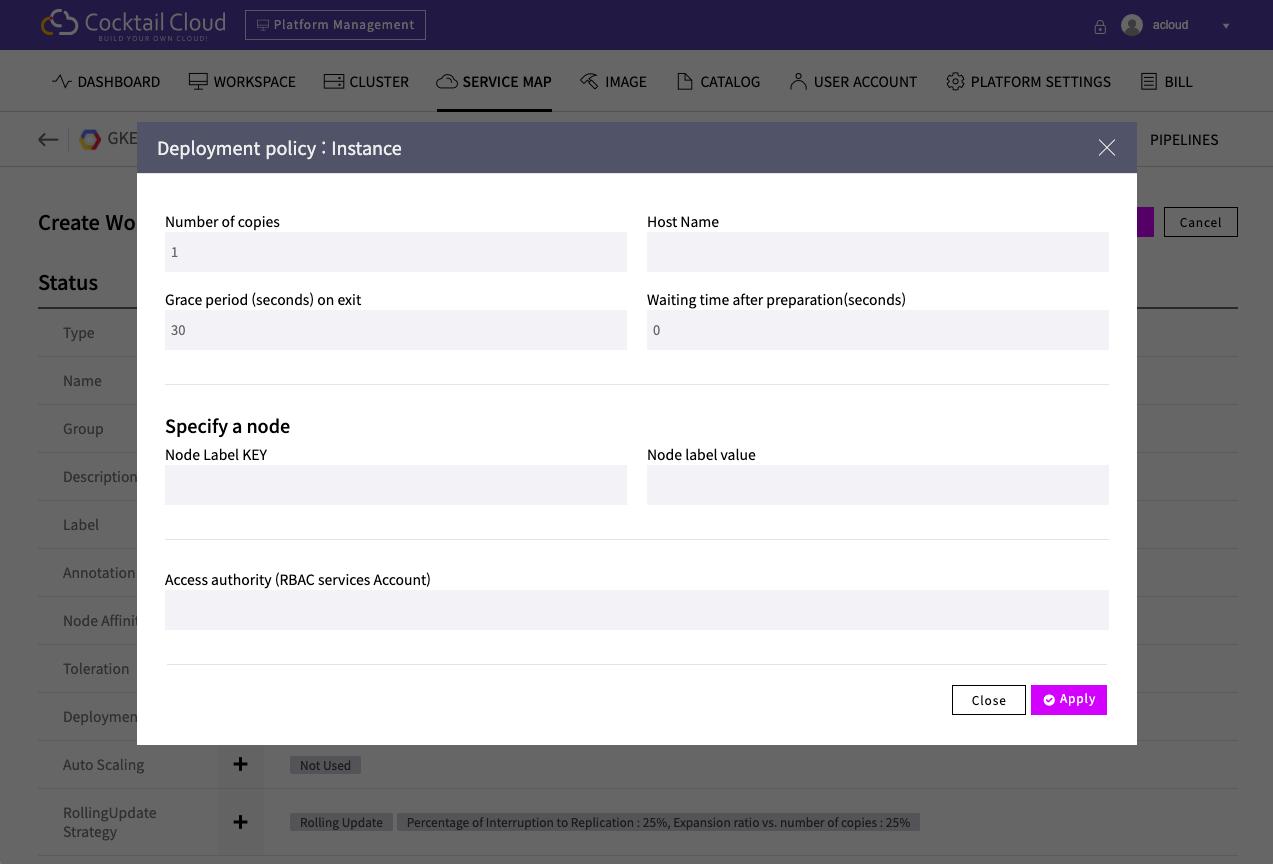 Cocktail Cloud
BUILD YOUR OWN CLOUD!
Platform Management
acloud
DASHBOARD WORKSPACE CLUSTER SERVICE MAP IMAGE CATALOG USER ACCOUNT PLATFORM SETTINGS BILL
GKE
PIPELINES
Deployment policy : Instance
Create Wo
Cancel
Status
Type
Name
Group
Description
Label
Annotation
Node Affinit
Toleration
Deploymen
Number of copies
1
Host Name
Grace period (seconds) on exit
30
Waiting time after preparation(seconds)
0
Specify a node
Node Label KEY
Node label value
Access authority (RBAC services Account)
Close
Apply
Auto Scaling
+
Not Used
RollingUpdate
Strategy
+
Rolling Update
Percentage of Interruption to Replication : 25%, Expansion ratio vs. number of copies : 25%